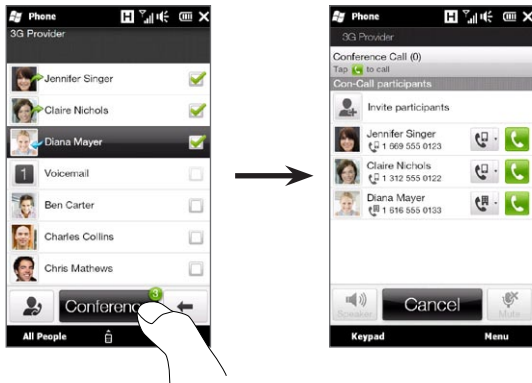 Phone
3G Provider
Jennifer Singer
Claire Nichols
Diana Mayer
1 Voicemail
Ben Carter
Charles Collins
Chris Mathews
3
Conferenc
All People
Phone
3G Provider
Conference Call (0)
Tap to call
Con-Call participants
Invite participants
Jennifer Singer
1 669 555 0123
Claire Nichols
1 312 555 0122
Diana Mayer
1 616 555 0133
Speaker Cancel Mute
Keypad Menu